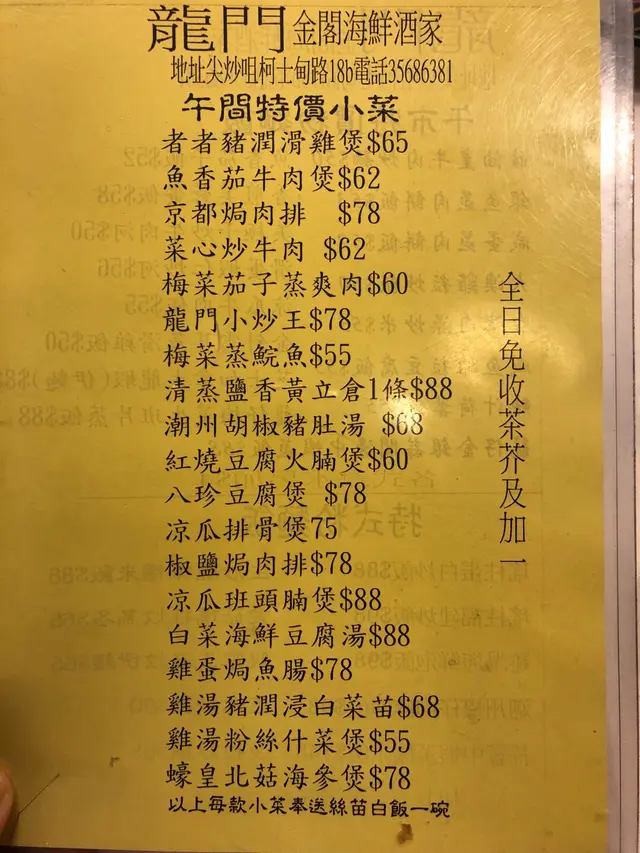 龍門金閣海鮮酒家
地址尖炒咀柯士甸路18b電話35686381
午間特價小菜
者者豬潤滑雞煲$65
魚香茄牛肉煲$62
京都焗肉排 $78
菜心炒牛肉 $62
梅菜茄子蒸爽肉$60
龍門小炒王$78
梅菜蒸鯇魚$55
清蒸鹽香黃立倉1條$88
潮州胡椒豬肚湯 $68
紅燒豆腐火腩煲$60
八珍豆腐煲 $78
凉瓜排骨煲75
椒鹽焗肉排$78
凉瓜班頭腩煲$88
白菜海鮮豆腐湯$88
雞蛋焗魚腸$78
雞湯豬潤浸白菜苗$68
雞湯粉絲什菜煲$55
蠔皇北菇海參煲$78
以上每款小菜奉送絲苗白飯一碗
全日免收茶芥及加一